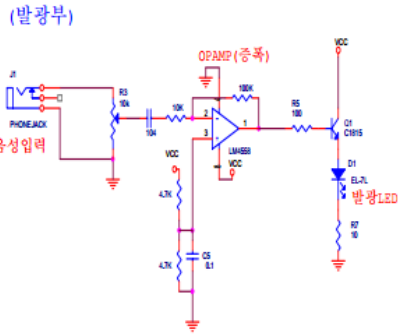 (발광부)
OPAMP(증폭)
VCC
J1
R3
10k
10K
104
100K
2
3
1
LM4558
R5
100
Q1
C1815
PHONEJACK
음성입력
VCC
VCC
D1
EL-7L
발광LED
4.7K
4.7K
C5
0.1
R7
10